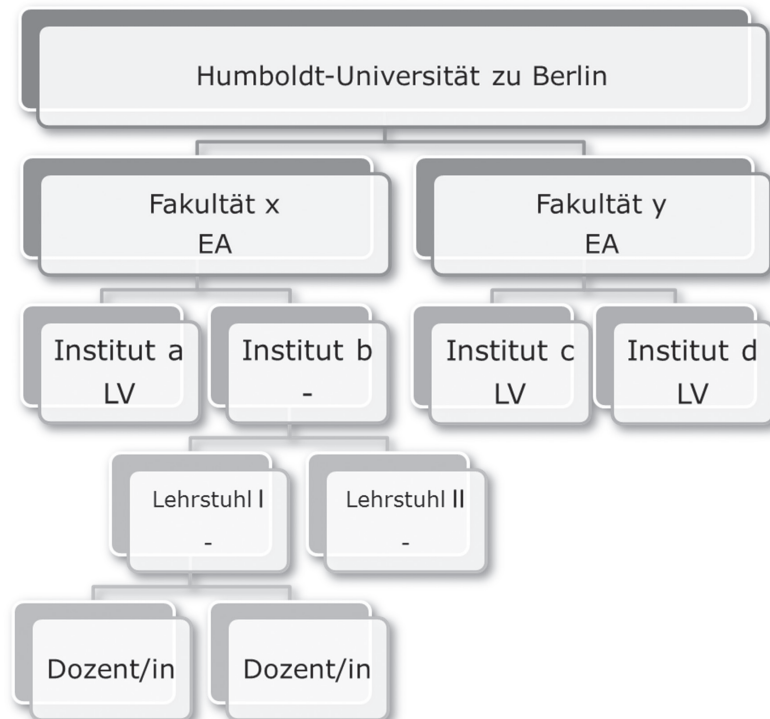 Humboldt-Universität zu Berlin
Fakultät x
EA
Fakultät y
EA
Institut a
LV
Institut b
-
Institut c
LV
Institut d
LV
Lehrstuhl I
-
Lehrstuhl II
-
Dozent/in
Dozent/in